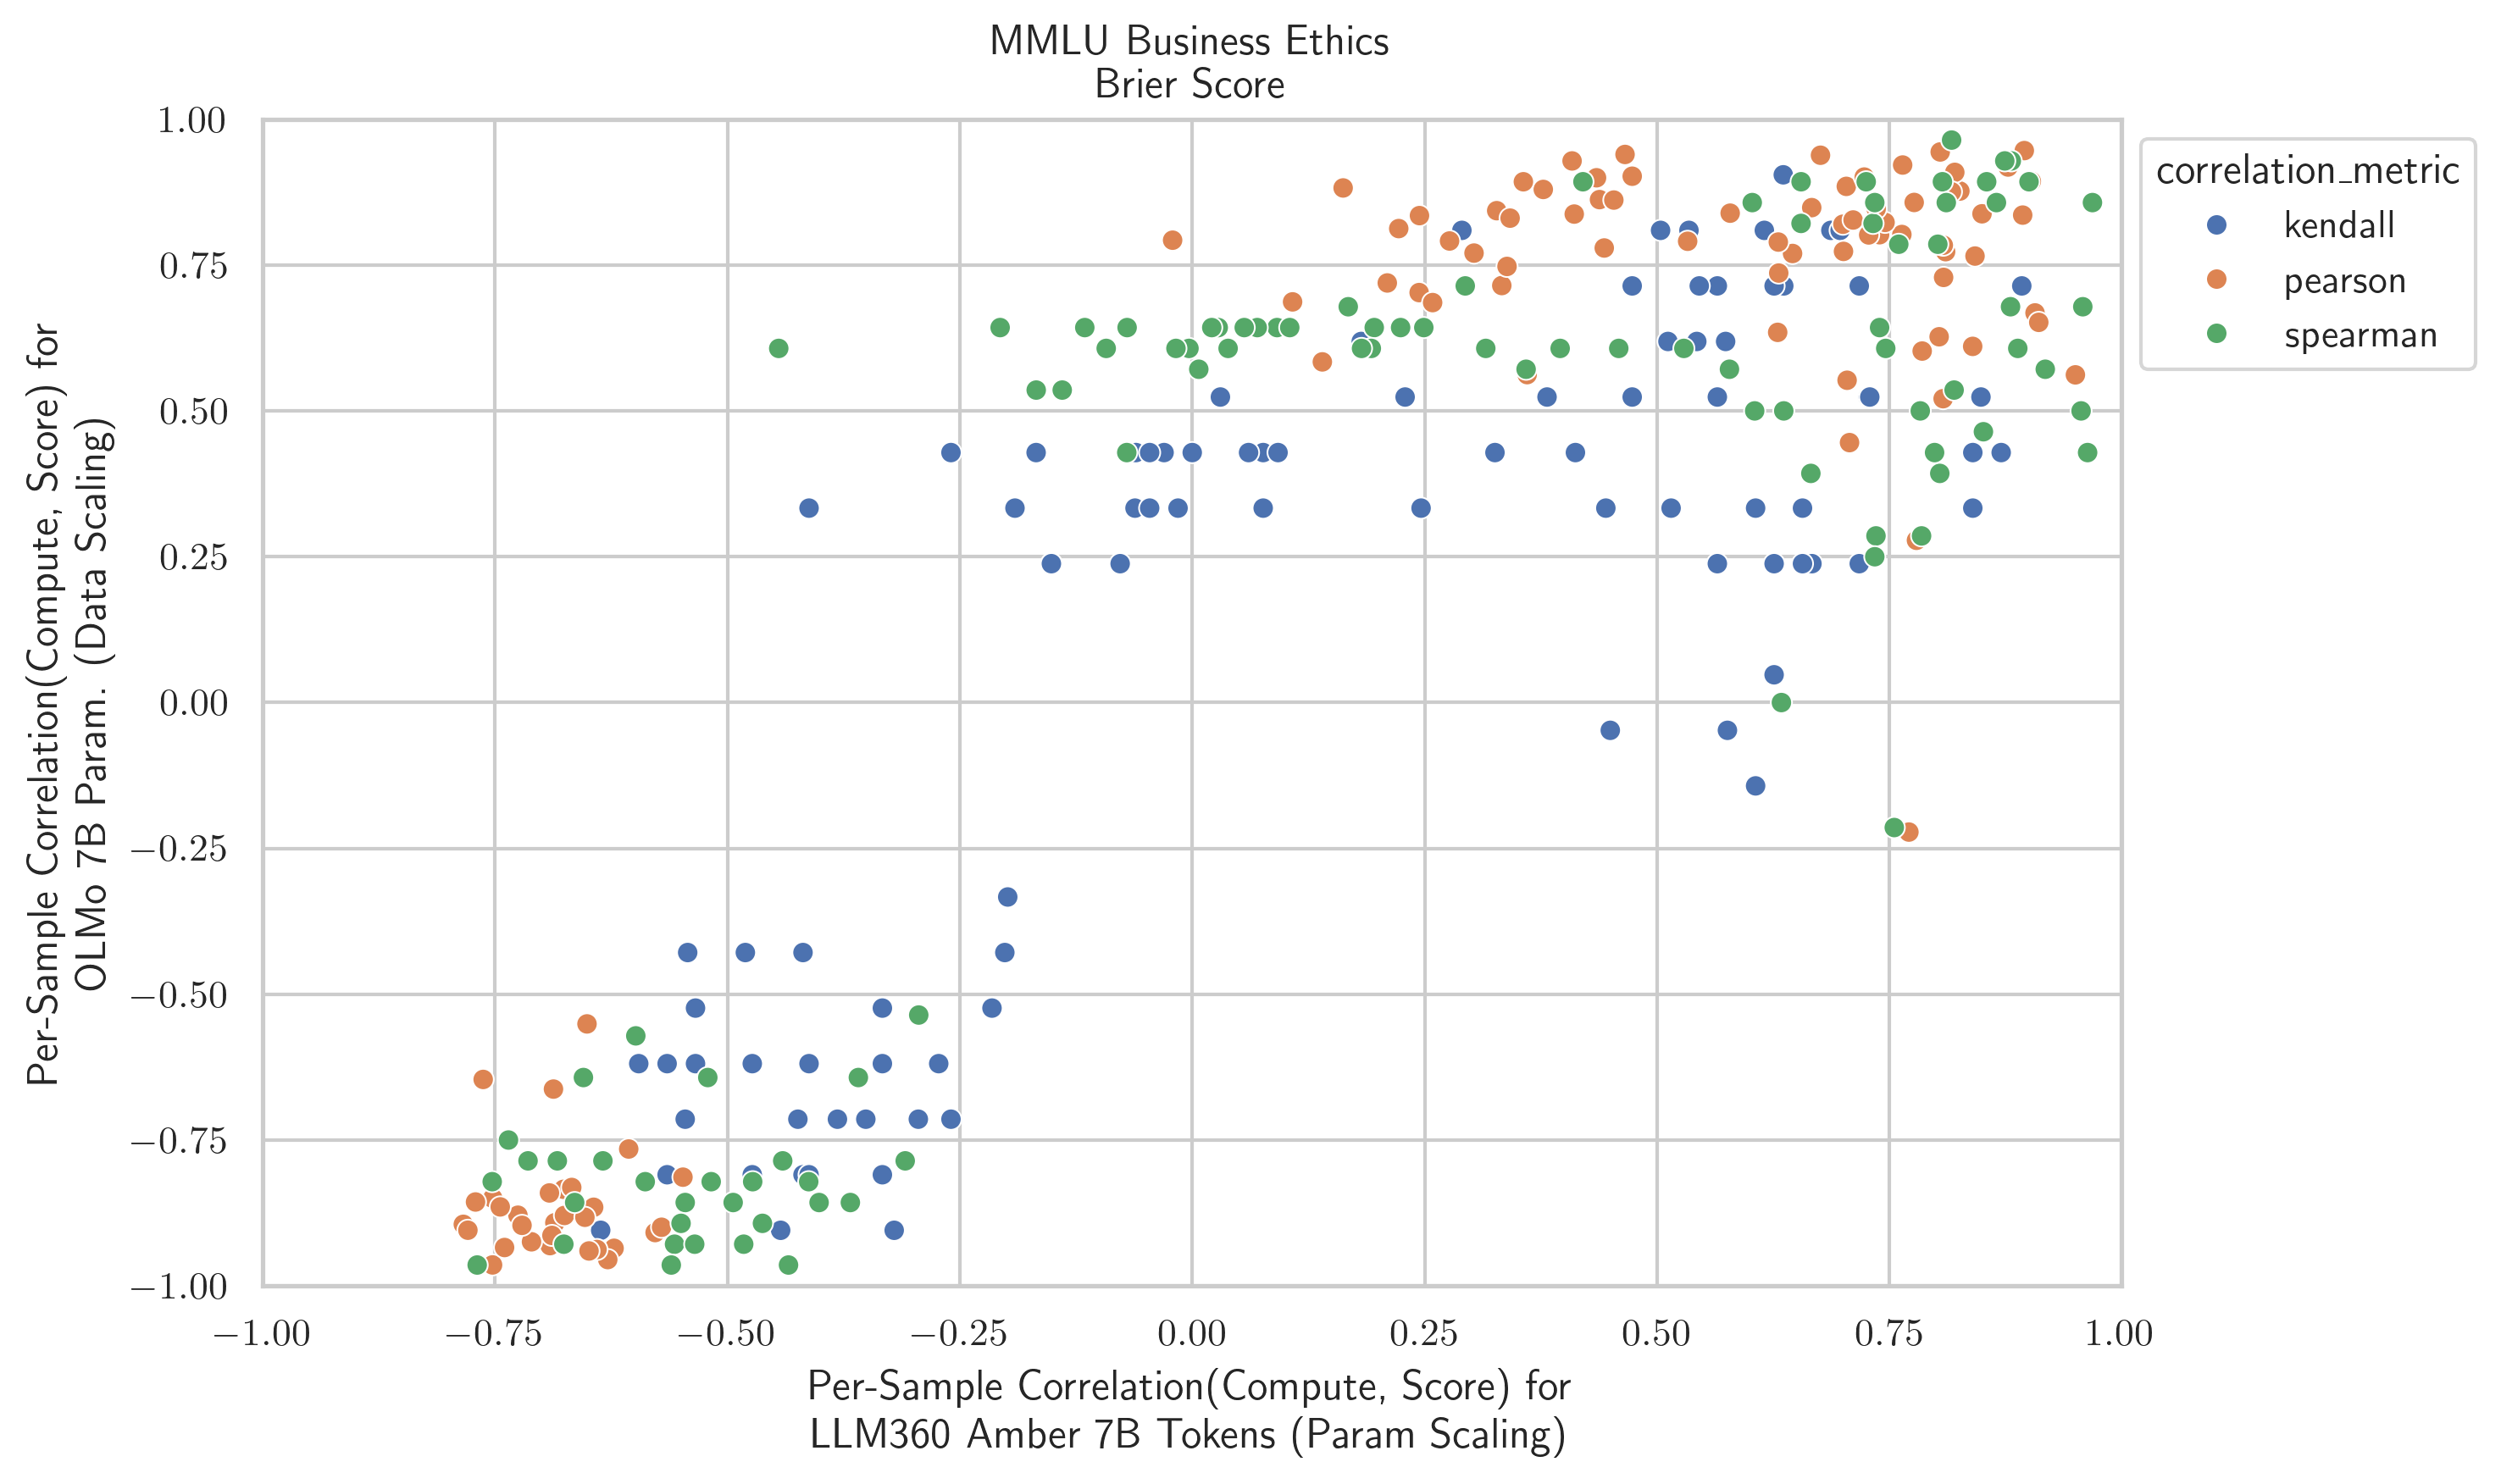 MMLU Business Ethics
Brier Score
Per-Sample Correlation(Compute, Score) for
OLMo 7B Param. (Data Scaling)
1.00
0.75
0.50
0.25
0.00
−0.25
−0.50
−0.75
−1.00
−1.00 −0.75 −0.50 −0.25 0.00 0.25 0.50 0.75 1.00
Per-Sample Correlation(Compute, Score) for
LLM360 Amber 7B Tokens (Param Scaling)
correlation_metric
kendall
pearson
spearman